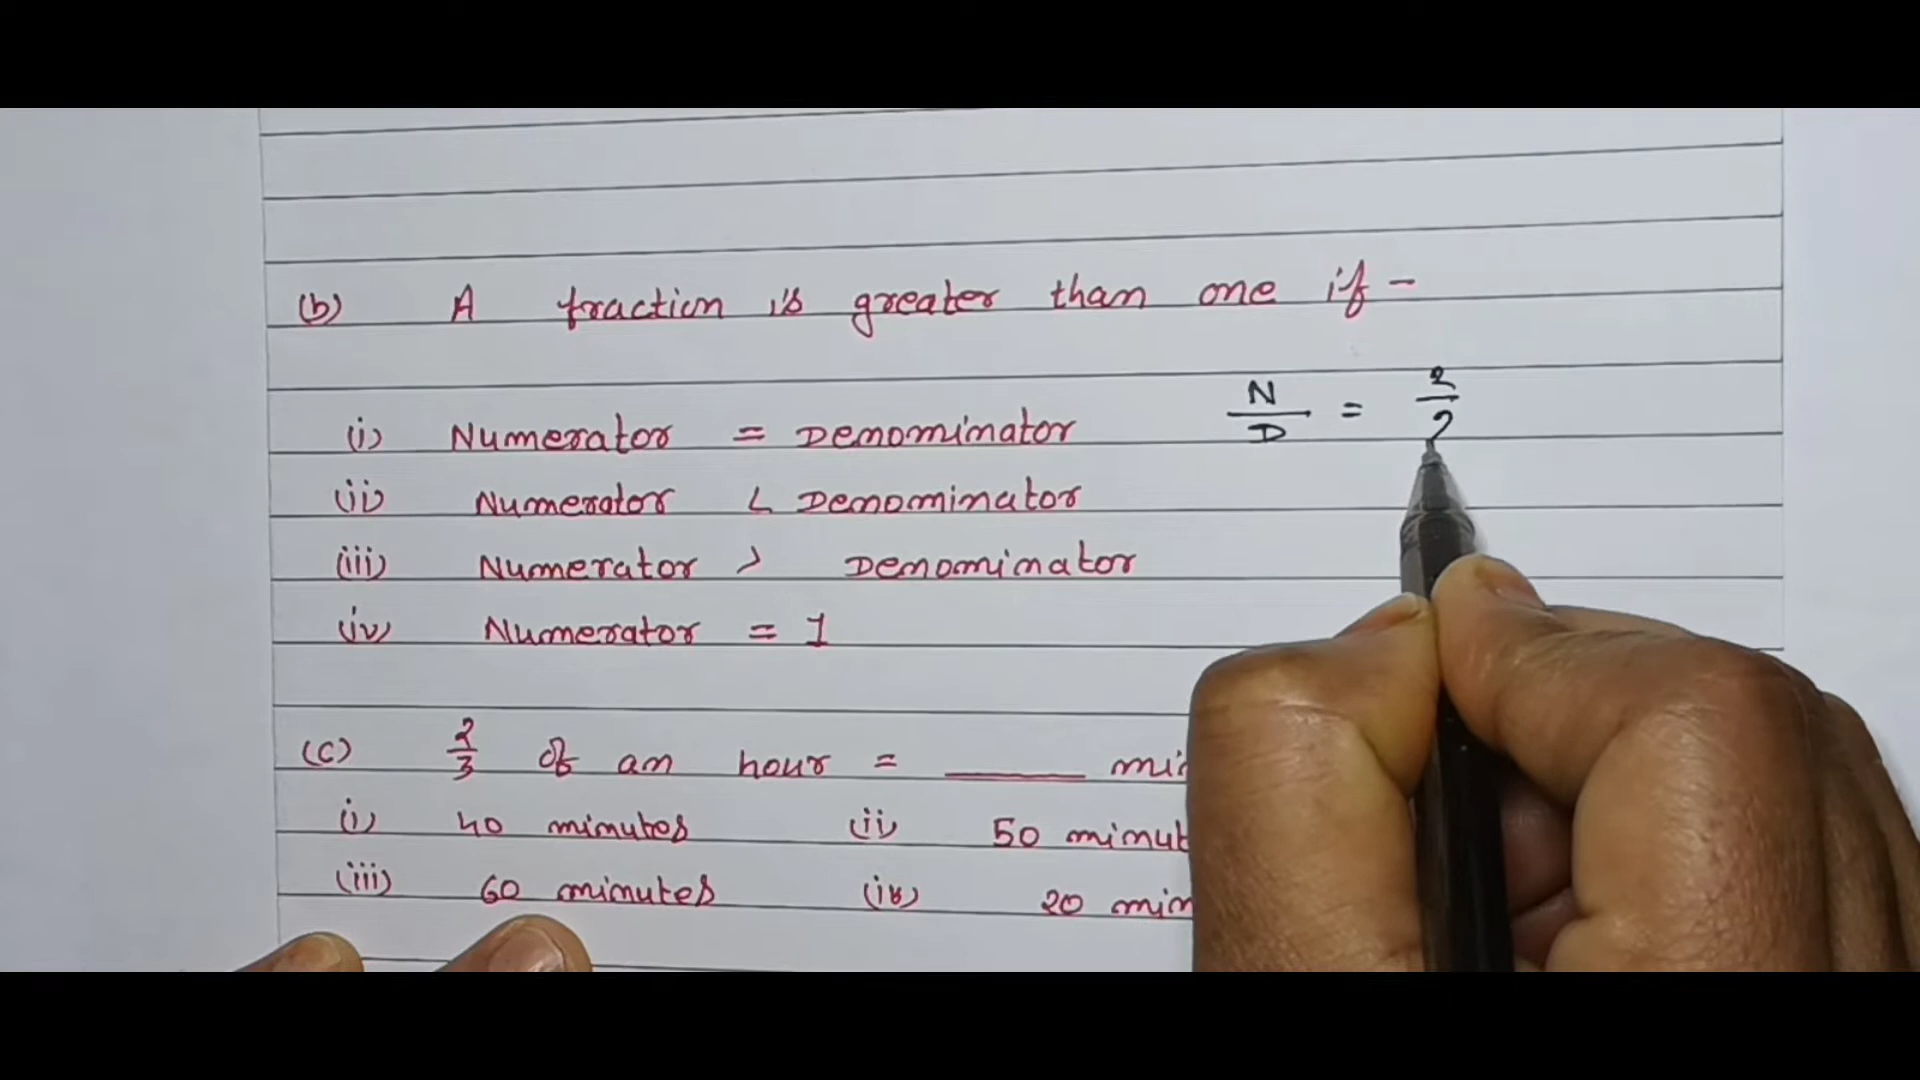 (b) A fraction is greater than one if -
N/D = 2/2
(i) Numerator = Denominator
(ii) Numerator < Denominator
(iii) Numerator > Denominator
(iv) Numerator = 1
(c) 2/3 of an hour = ______
(i) 40 minutes (ii) 50
(iii) 60 minutes (iv) 20